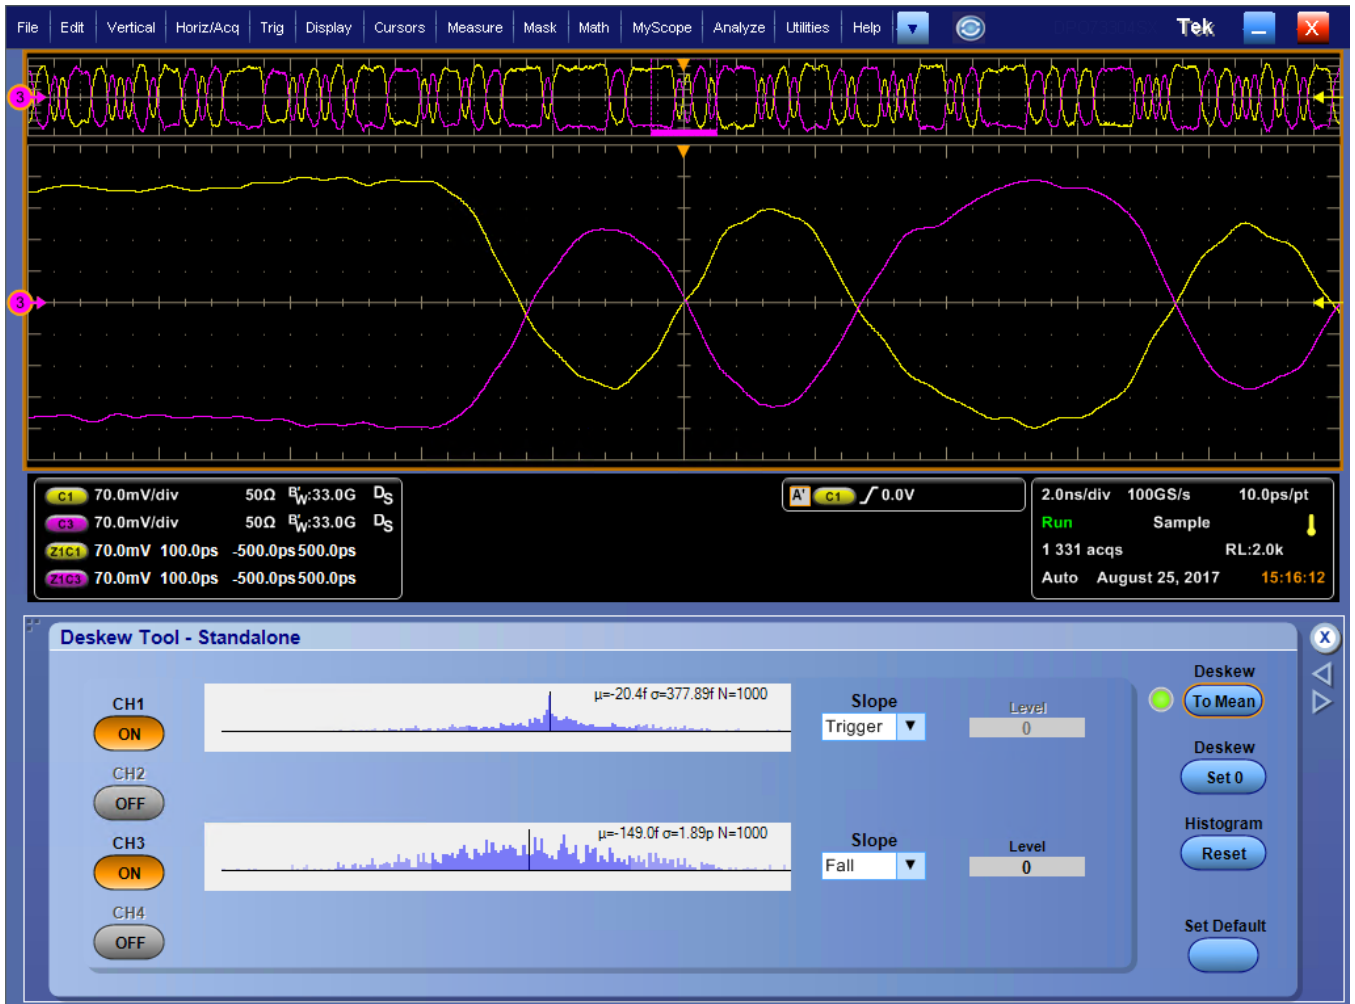 File Edit Vertical Horiz/Acq Trig Display Cursors Measure Mask Math MyScope Analyze Utilities Help Tek X
3
3
C1 70.0mV/div 50Ω BW:33.0G DS
C3 70.0mV/div 50Ω BW:33.0G DS
Z1C1 70.0mV 100.0ps -500.0ps 500.0ps
Z1C3 70.0mV 100.0ps -500.0ps 500.0ps
A' C1 0.0V
2.0ns/div 100GS/s 10.0ps/pt
Run Sample
1 331 acqs RL:2.0k
Auto August 25, 2017 15:16:12
Deskew Tool - Standalone X
CH1
ON
μ=-20.4f σ=377.89f N=1000
Slope
Trigger
Level
0
Deskew
To Mean
CH2
OFF
Deskew
Set 0
CH3
ON
μ=-149.0f σ=1.89p N=1000
Slope
Fall
Level
0
Histogram
Reset
CH4
OFF
Set Default